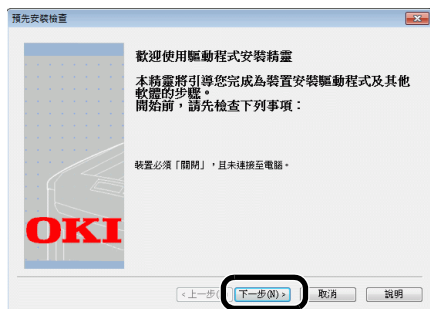 預先安裝檢查
歡迎使用驅動程式安裝精靈
本精靈將引導您完成為裝置安裝驅動程式及其他
軟體的步驟。
開始前，請先檢查下列事項：
裝置必須「關閉」，且未連接至電腦。
OKI
<上一步( 下一步(N) > 取消 說明